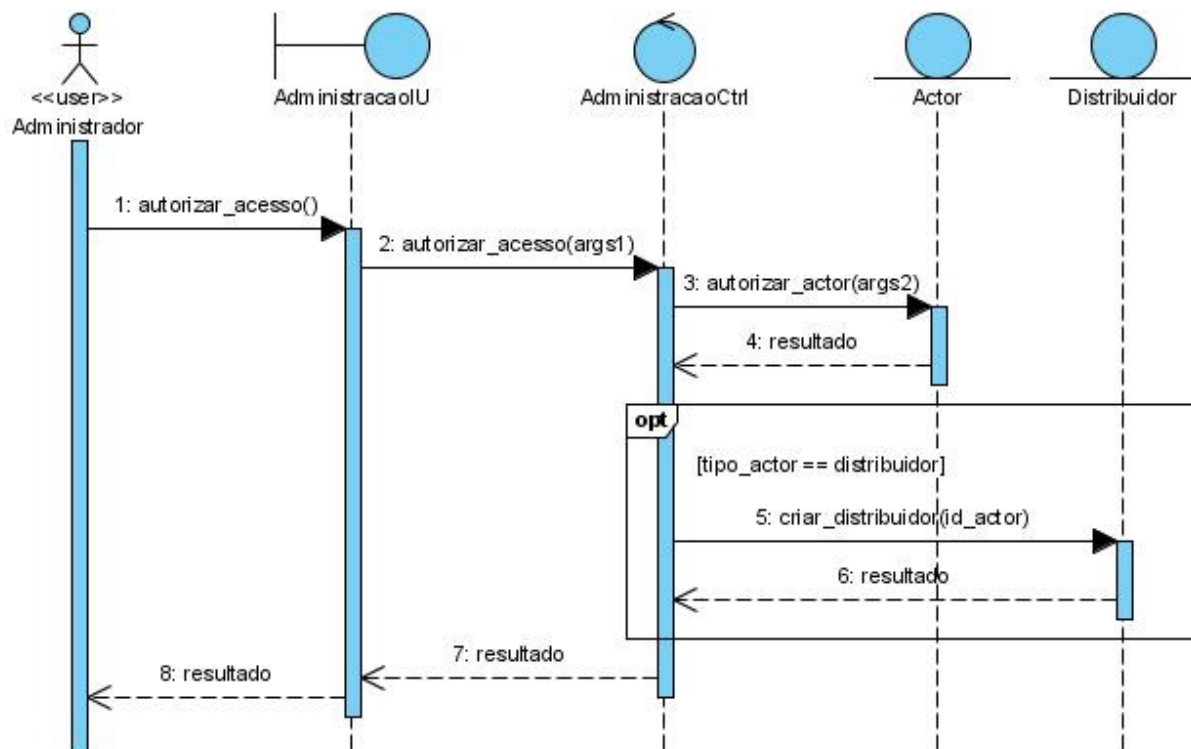 <<user>>
Administrador
AdministracaoIU
AdministracaoCtrl
Actor
Distribuidor
1: autorizar_acesso()
2: autorizar_acesso(args1)
3: autorizar_actor(args2)
4: resultado
opt
[tipo_actor == distribuidor]
5: criar_distribuidor(id_actor)
6: resultado
7: resultado
8: resultado